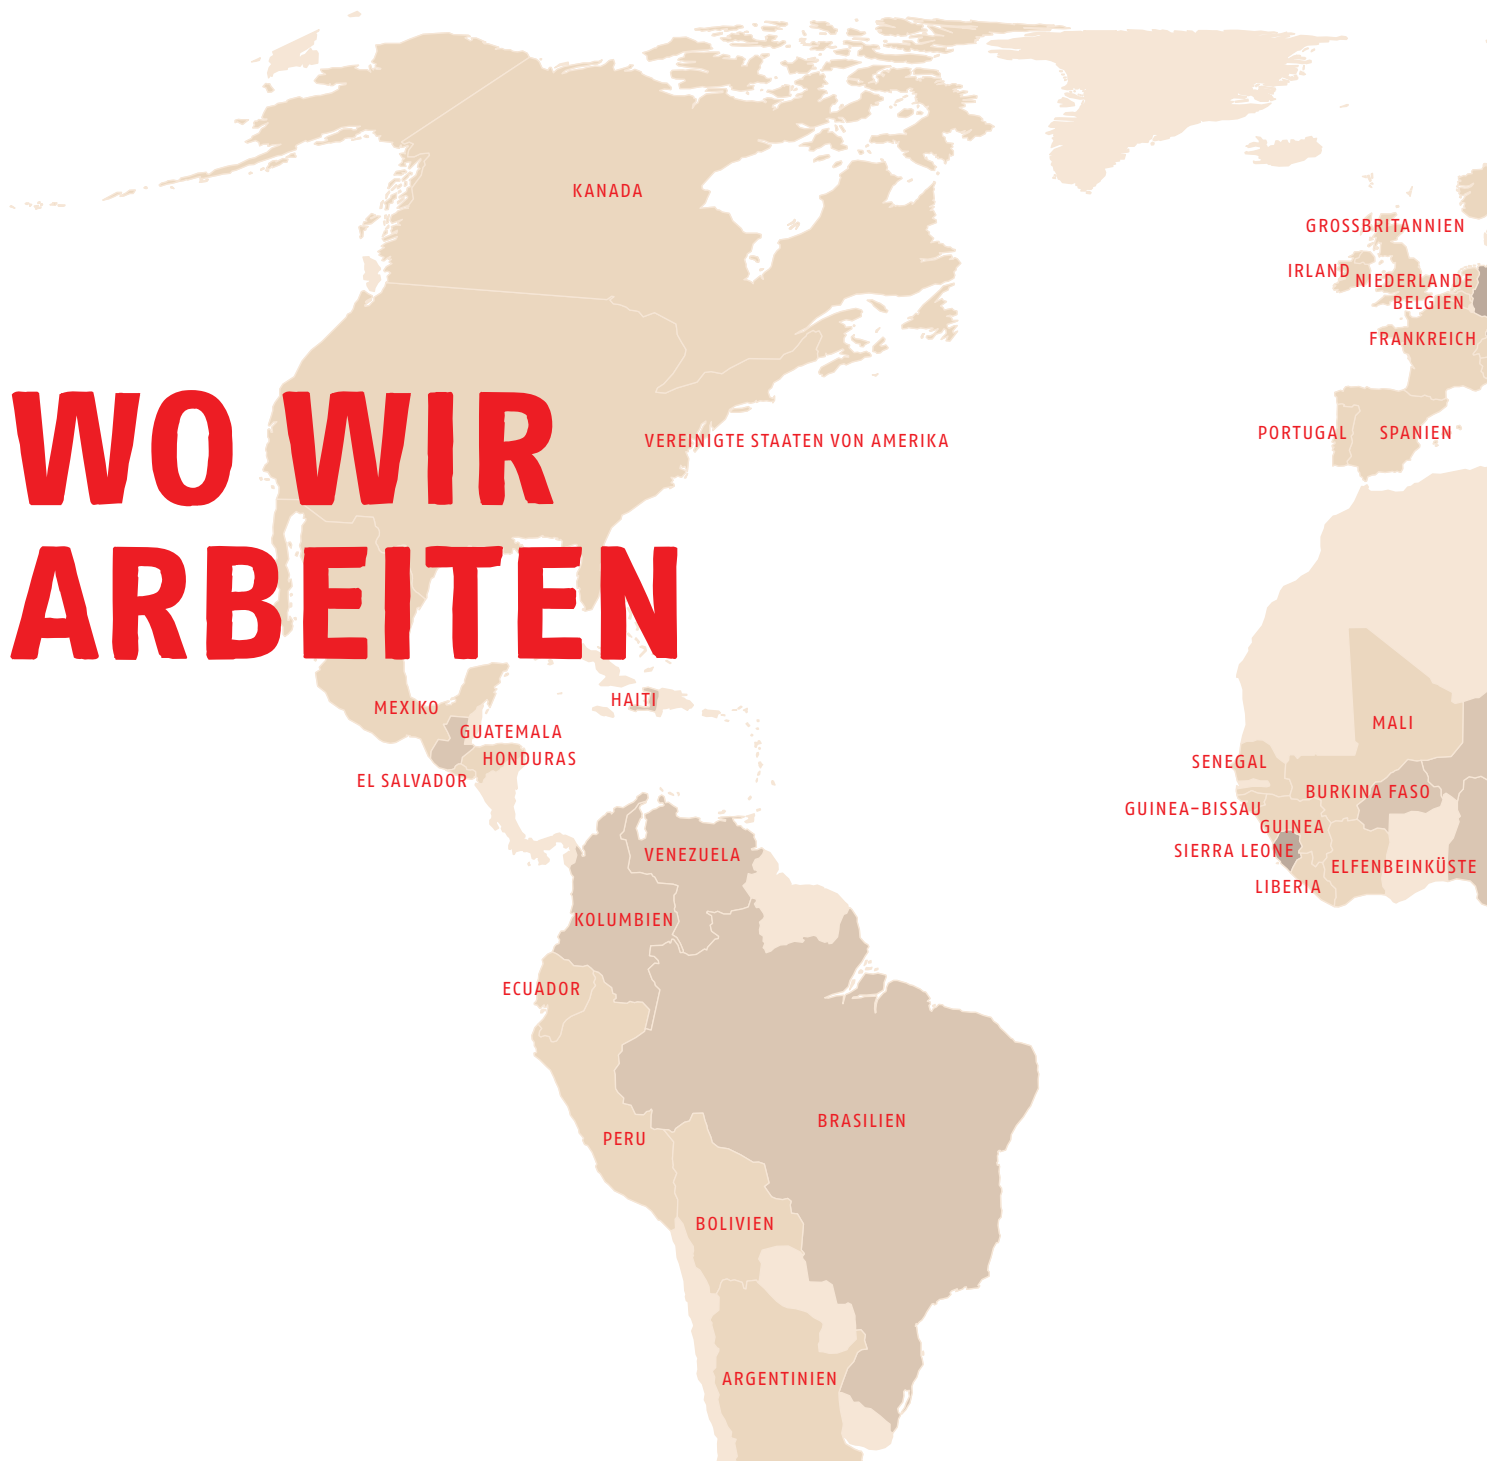 KANADA
GROSSBRITANNIEN
IRLAND
NIEDERLANDE
BELGIEN
FRANKREICH
WO WIR
ARBEITEN
VEREINIGTE STAATEN VON AMERIKA
PORTUGAL
SPANIEN
HAITI
MEXIKO
GUATEMALA
HONDURAS
EL SALVADOR
MALI
SENEGAL
BURKINA FASO
GUINEA-BISSAU
GUINEA
SIERRA LEONE
ELFENBEINKÜSTE
LIBERIA
VENEZUELA
KOLUMBIEN
ECUADOR
BRASILIEN
PERU
BOLIVIEN
ARGENTINIEN